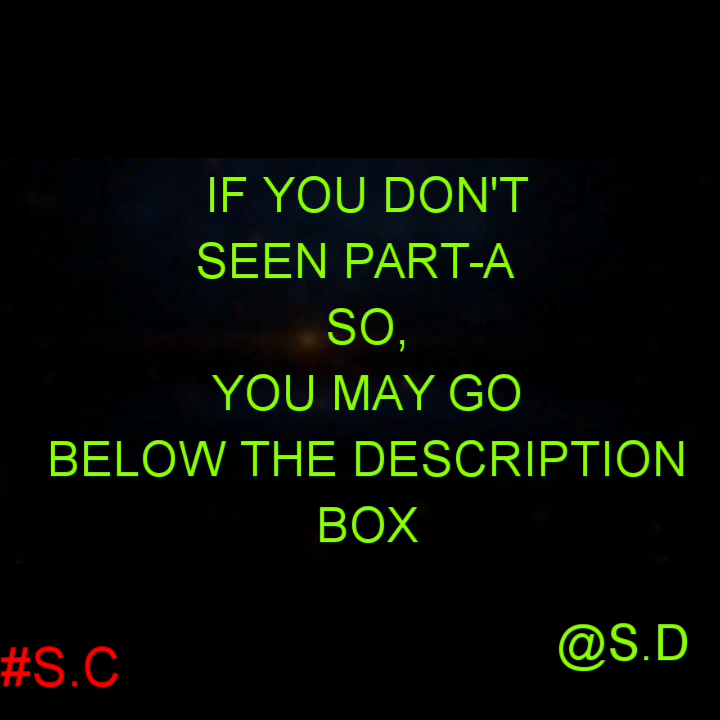 IF YOU DON'T
SEEN PART-A
SO,
YOU MAY GO
BELOW THE DESCRIPTION
BOX
@S.D
#S.C